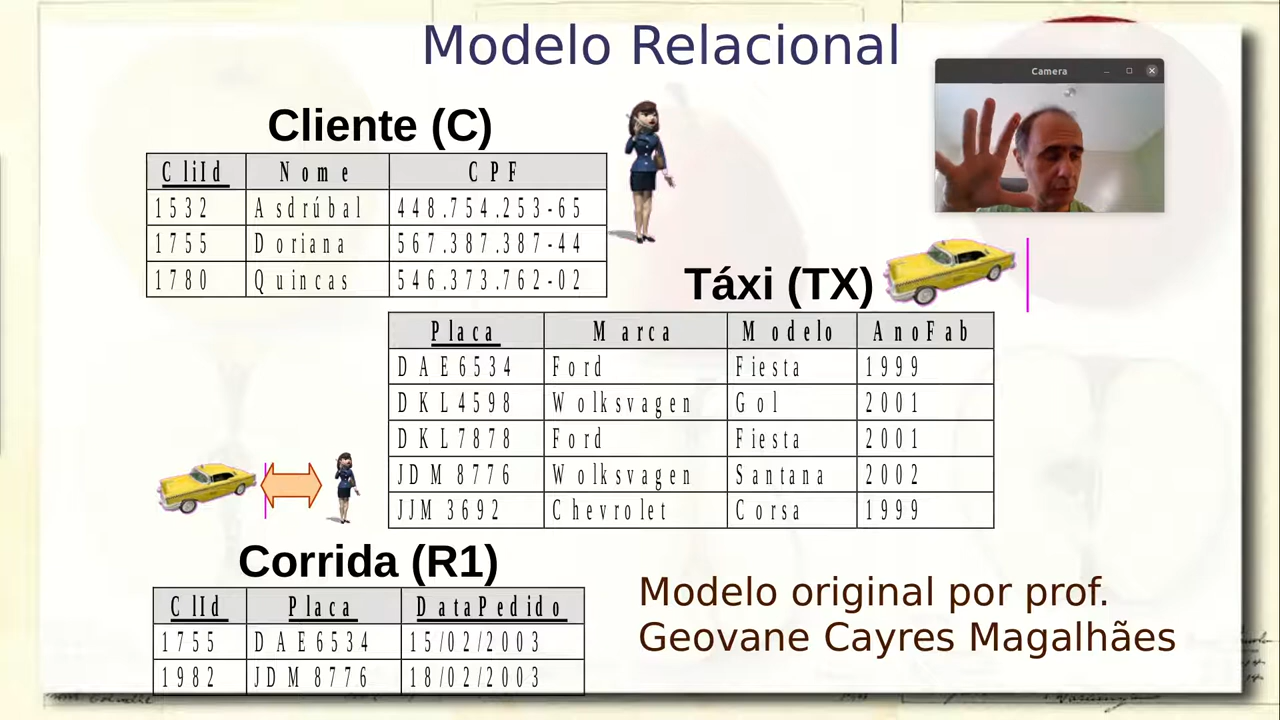 Modelo Relacional
Camera
Cliente (C)
CliId Nome CPF
1532 Asdrúbal 448.754.253-65
1755 Doriana 567.387.387-44
1780 Quincas 546.373.762-02
Táxi (TX)
Placa Marca Modelo AnoFab
DAE6534 Ford Fiesta 1999
DKL4598 Wolksvagen Gol 2001
DKL7878 Ford Fiesta 2001
JDM8776 Wolksvagen Santana 2002
JJM3692 Chevrolet Corsa 1999
Corrida (R1)
ClId Placa DataPedido
1755 DAE6534 15/02/2003
1982 JDM8776 18/02/2003
Modelo original por prof.
Geovane Cayres Magalhães